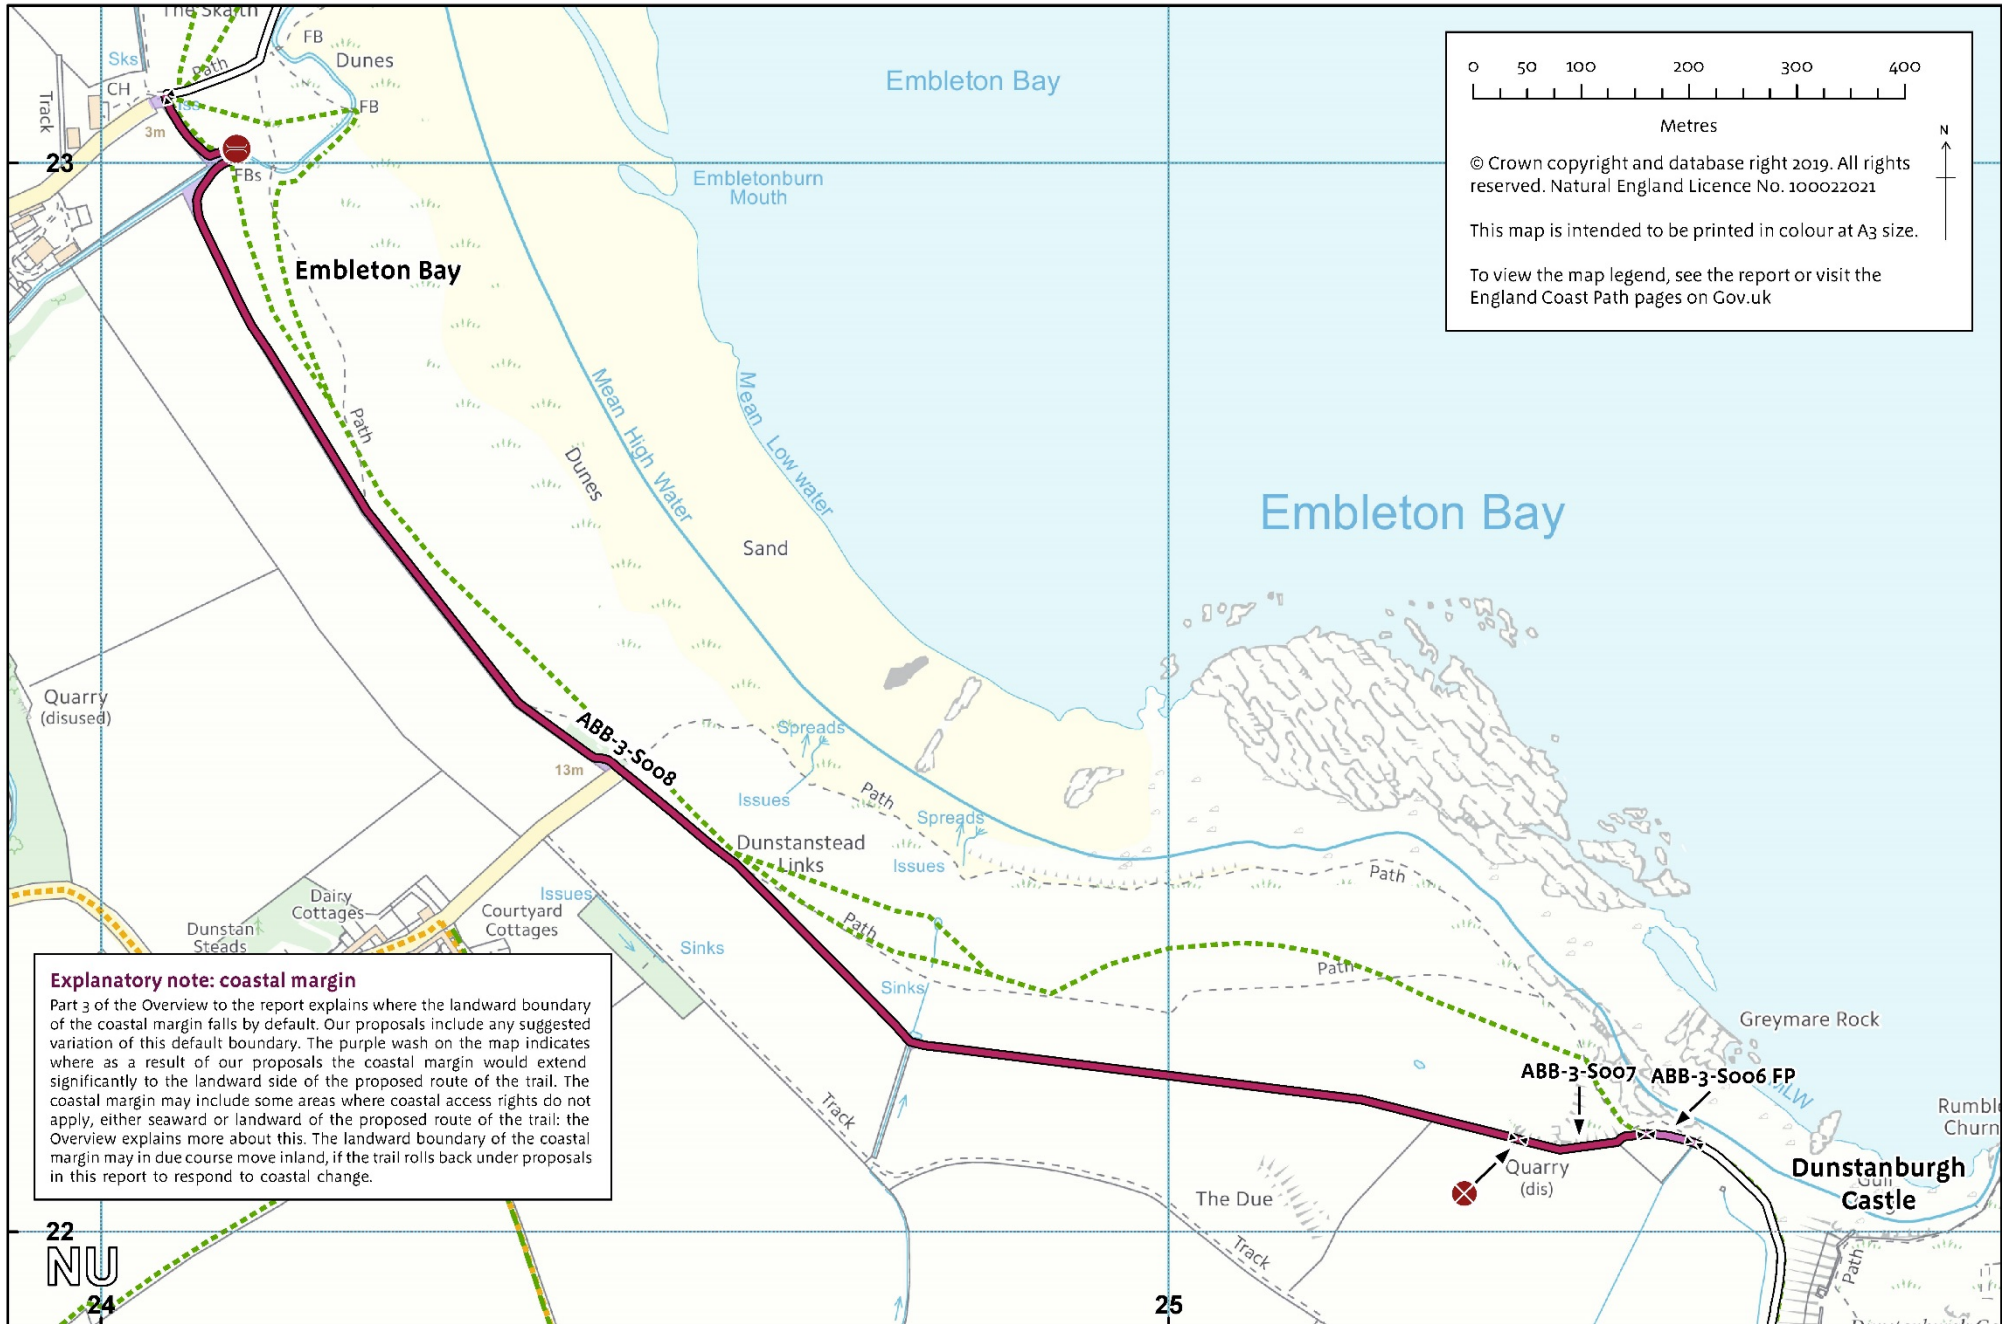 The Skaith
FB
Dunes
Sks
Path
CH
Track
3m
FB
23
FBs
Embleton Bay
Embletonburn
Mouth
Embleton Bay
0 50 100 200 300 400
Metres
N
© Crown copyright and database right 2019. All rights
reserved. Natural England Licence No. 100022021
This map is intended to be printed in colour at A3 size.
To view the map legend, see the report or visit the
England Coast Path pages on Gov.uk
Path
Mean High Water
Mean Low water
Dunes
Sand
Embleton Bay
Quarry
(disused)
ABB-3-S008
13m
Spreads
Issues
Path
Spreads
Issues
Dunstanstead
Links
Path
Path
Path
Sinks
Dairy
Cottages
Dunstan
Steads
Issues
Courtyard
Cottages
Sinks
Greymare Rock
ABB-3-S007
ABB-3-S006 FP
MLW
Rumble
Churn
Track
Quarry
(dis)
The Due
Track
Dunstanburgh
Castle
Gull
Path
Explanatory note: coastal margin
Part 3 of the Overview to the report explains where the landward boundary
of the coastal margin falls by default. Our proposals include any suggested
variation of this default boundary. The purple wash on the map indicates
where as a result of our proposals the coastal margin would extend
significantly to the landward side of the proposed route of the trail. The
coastal margin may include some areas where coastal access rights do not
apply, either seaward or landward of the proposed route of the trail: the
Overview explains more about this. The landward boundary of the coastal
margin may in due course move inland, if the trail rolls back under proposals
in this report to respond to coastal change.
22
NU
24
25